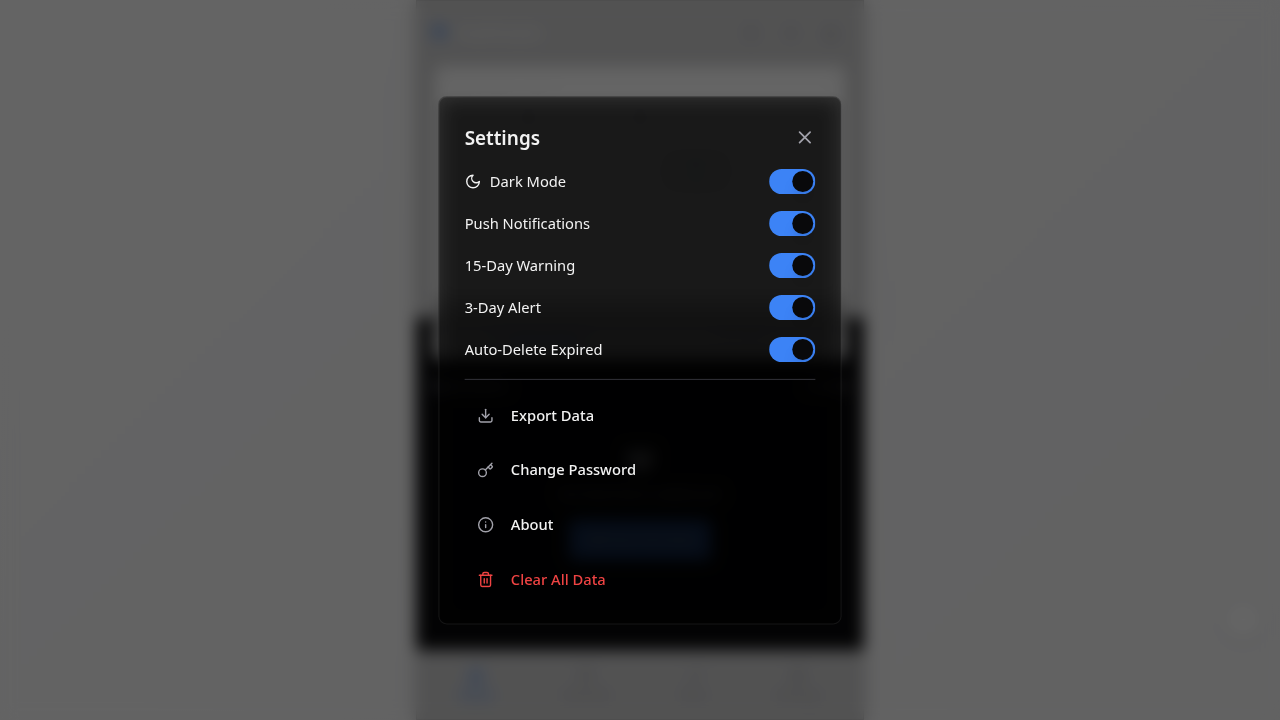 Settings
Dark Mode
Push Notifications
15-Day Warning
3-Day Alert
Auto-Delete Expired
Export Data
Change Password
About
Clear All Data